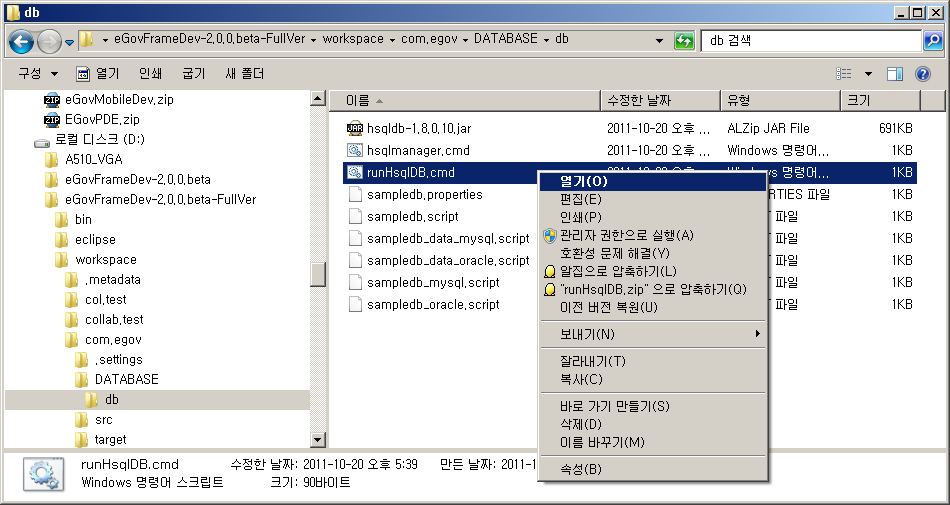 db
eGovFrameDev-2.0.0.beta-FullVer workspace com.egov DATABASE db
db 검색
구성 열기 인쇄 굽기 새 폴더
eGovMobileDev.zip
EGovPDE.zip
로컬 디스크 (D:)
A510_VGA
eGovFrameDev-2.0.0.beta
eGovFrameDev-2.0.0.beta-FullVer
bin
eclipse
workspace
.metadata
col.test
collab.test
com.egov
.settings
DATABASE
db
src
target
이름 수정한 날짜 유형 크기
hsqldb-1.8.0.10.jar 2011-10-20 오후 ... ALZip JAR File 691KB
hsqlmanager.cmd 2011-10-20 오후 ... Windows 명령어... 1KB
runHsqlDB.cmd 2011-10-20 오후 ... Windows 명령어... 1KB
sampledb.properties RTIES 파일 1KB
sampledb.script 파일 1KB
sampledb_data_mysql.script 파일 1KB
sampledb_data_oracle.script 파일 1KB
sampledb_mysql.script 파일 1KB
sampledb_oracle.script 파일 1KB
열기(O)
편집(E)
인쇄(P)
관리자 권한으로 실행(A)
호환성 문제 해결(Y)
알집으로 압축하기(L)
"runHsqlDB.zip" 으로 압축하기(Q)
이전 버전 복원(U)
보내기(N)
잘라내기(T)
복사(C)
바로 가기 만들기(S)
삭제(D)
이름 바꾸기(M)
속성(B)
runHsqlDB.cmd 수정한 날짜: 2011-10-20 오후 5:39 만든 날짜: 2011-1
Windows 명령어 스크립트 크기: 90바이트